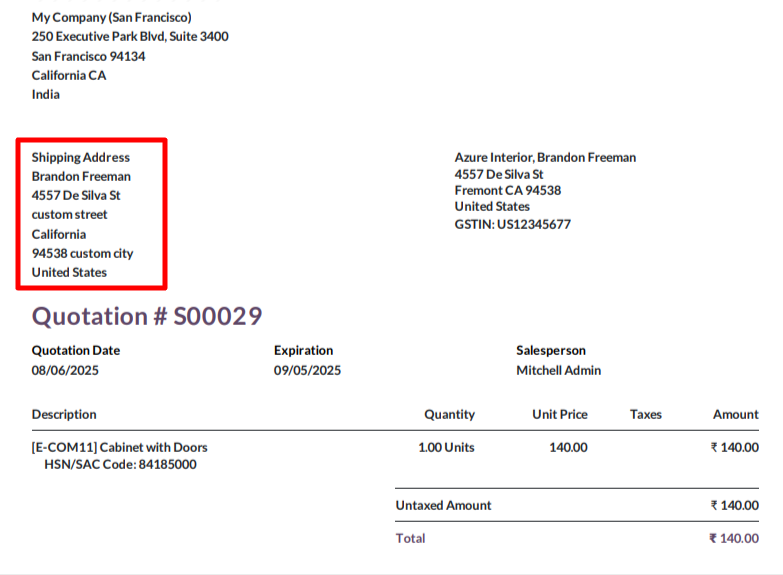 My Company (San Francisco)
250 Executive Park Blvd, Suite 3400
San Francisco 94134
California CA
India
Shipping Address
Brandon Freeman
4557 De Silva St
custom street
California
94538 custom city
United States
Azure Interior, Brandon Freeman
4557 De Silva St
Fremont CA 94538
United States
GSTIN: US12345677
Quotation # S00029
Quotation Date Expiration Salesperson
08/06/2025 09/05/2025 Mitchell Admin
Description Quantity Unit Price Taxes Amount
[E-COM11] Cabinet with Doors 1.00 Units 140.00 ₹ 140.00
HSN/SAC Code: 84185000
Untaxed Amount ₹ 140.00
Total ₹ 140.00